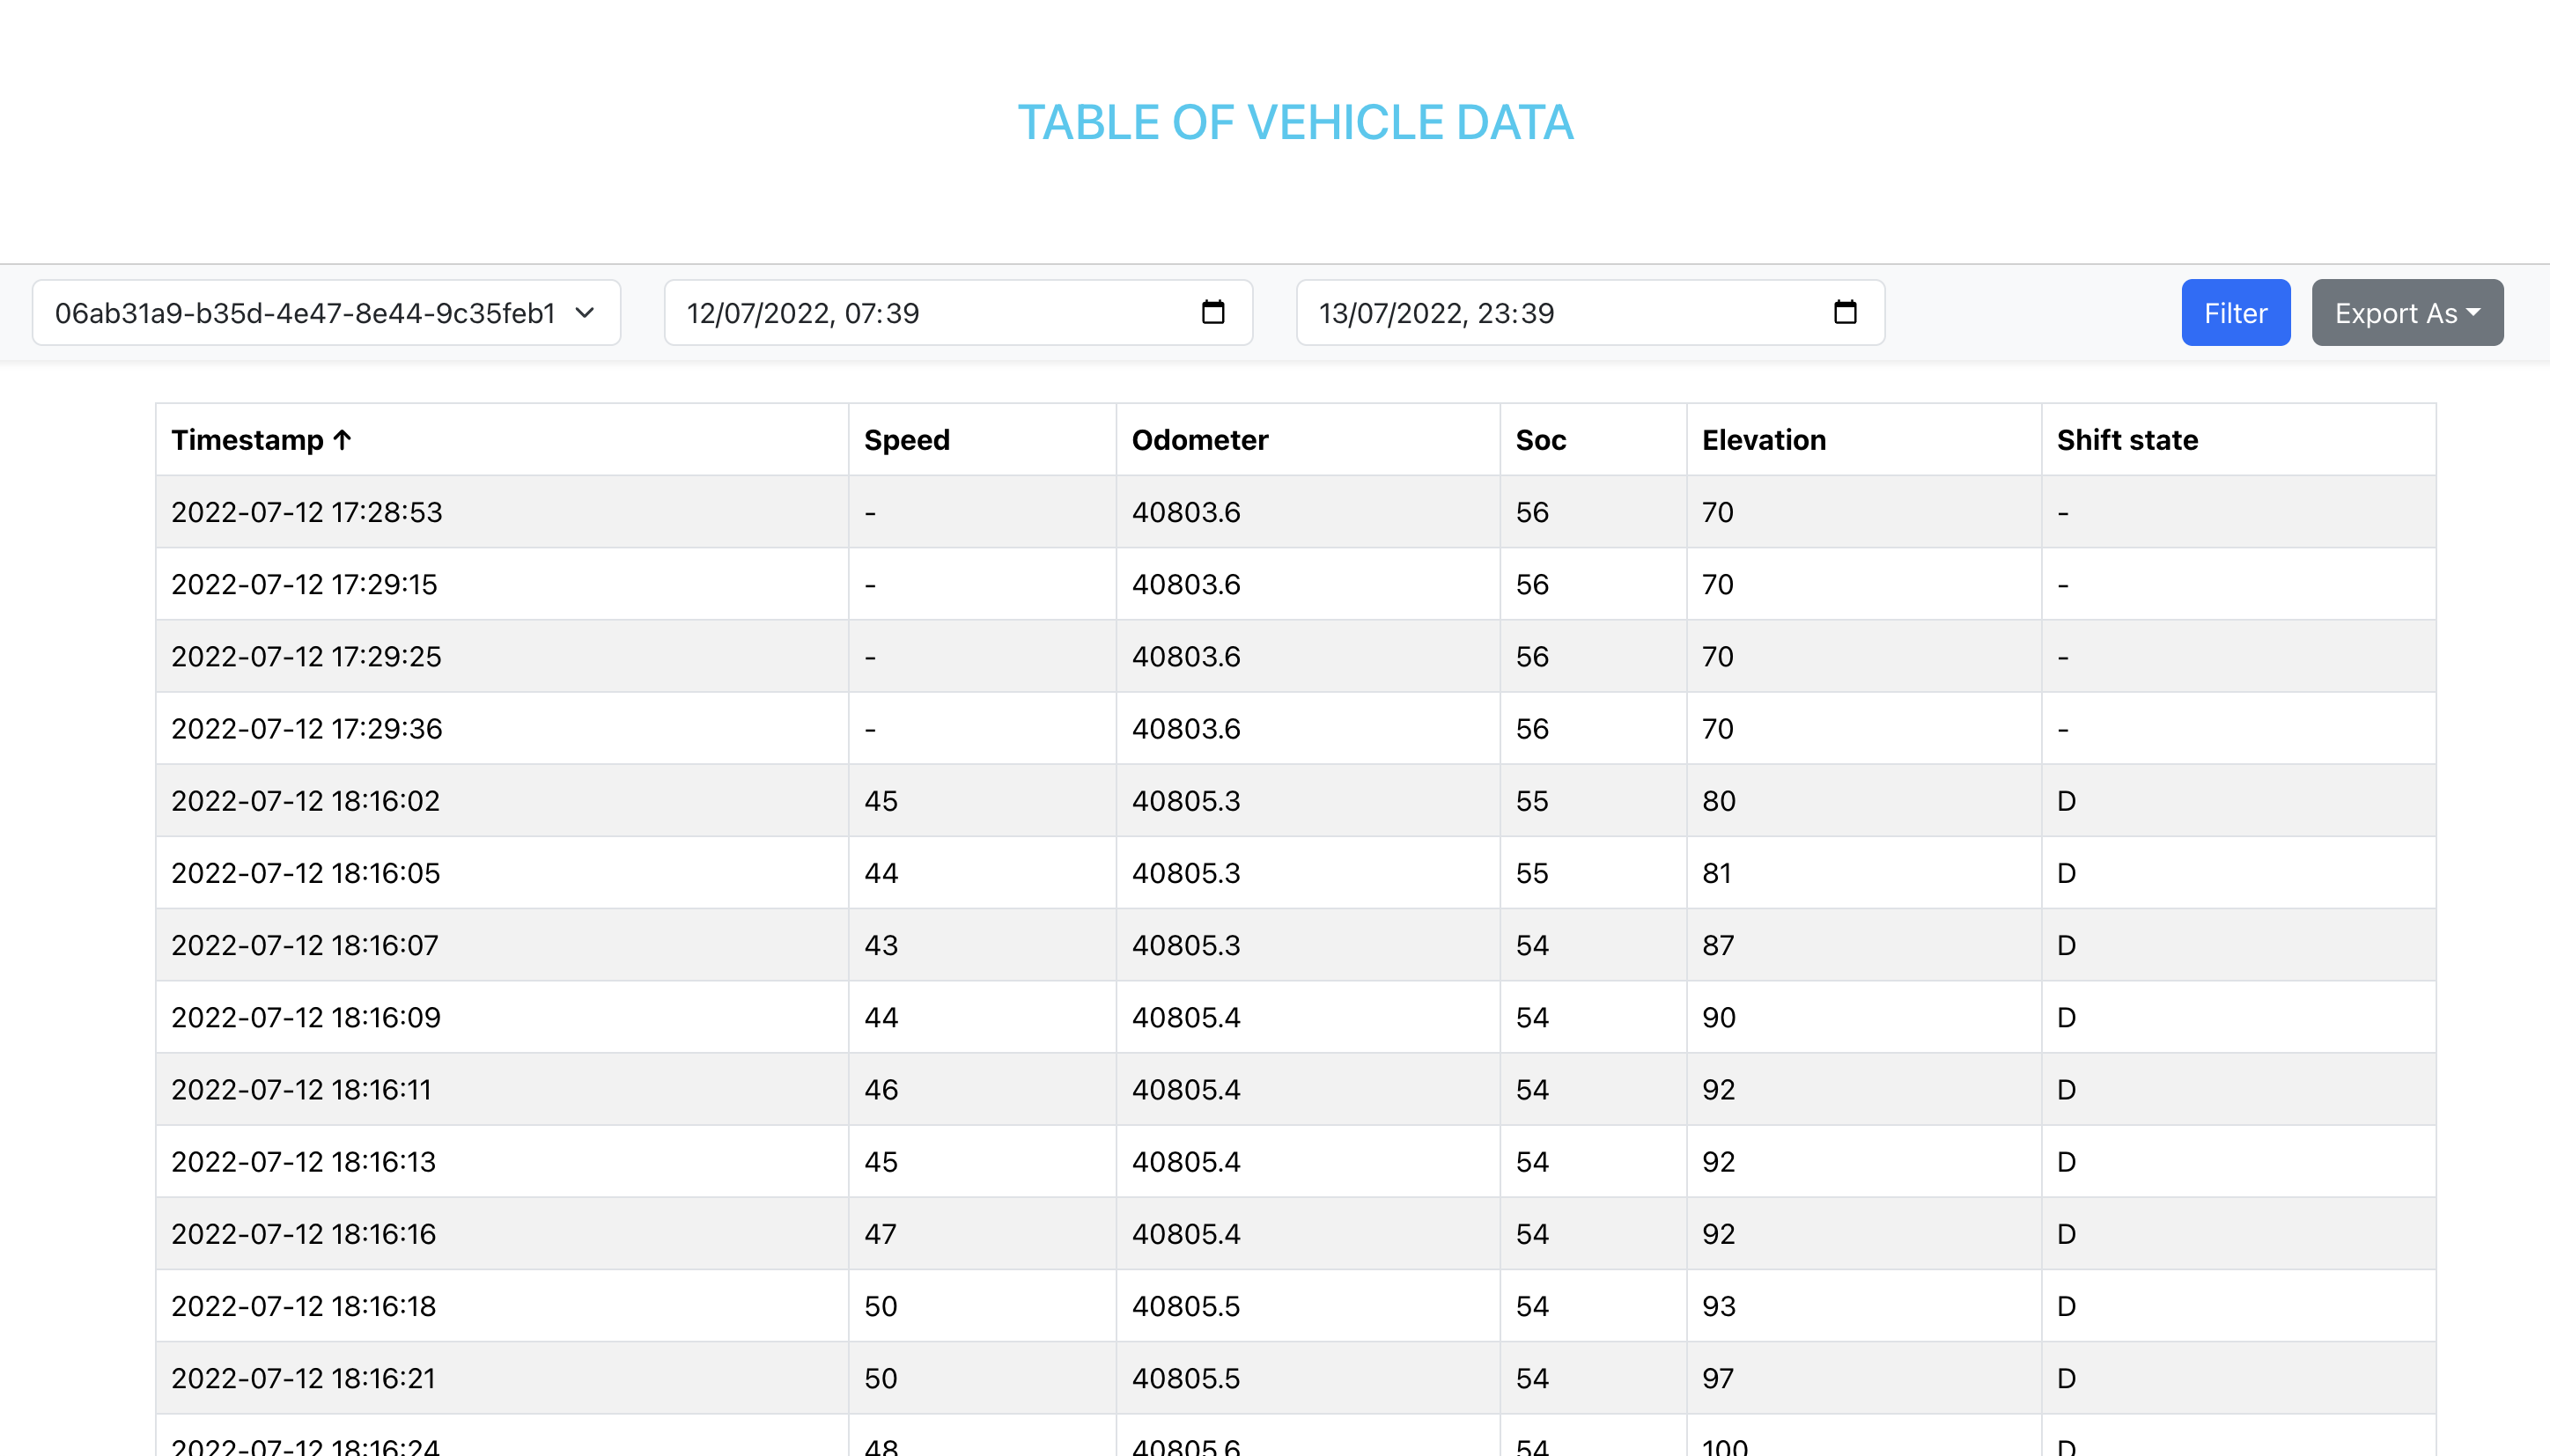 TABLE OF VEHICLE DATA
06ab31a9-b35d-4e47-8e44-9c35feb1 12/07/2022, 07:39 13/07/2022, 23:39 Filter Export As
Timestamp ↑ Speed Odometer Soc Elevation Shift state
2022-07-12 17:28:53 - 40803.6 56 70 -
2022-07-12 17:29:15 - 40803.6 56 70 -
2022-07-12 17:29:25 - 40803.6 56 70 -
2022-07-12 17:29:36 - 40803.6 56 70 -
2022-07-12 18:16:02 45 40805.3 55 80 D
2022-07-12 18:16:05 44 40805.3 55 81 D
2022-07-12 18:16:07 43 40805.3 54 87 D
2022-07-12 18:16:09 44 40805.4 54 90 D
2022-07-12 18:16:11 46 40805.4 54 92 D
2022-07-12 18:16:13 45 40805.4 54 92 D
2022-07-12 18:16:16 47 40805.4 54 92 D
2022-07-12 18:16:18 50 40805.5 54 93 D
2022-07-12 18:16:21 50 40805.5 54 97 D
2022-07-12 18:16:24 48 40805.6 54 100 D